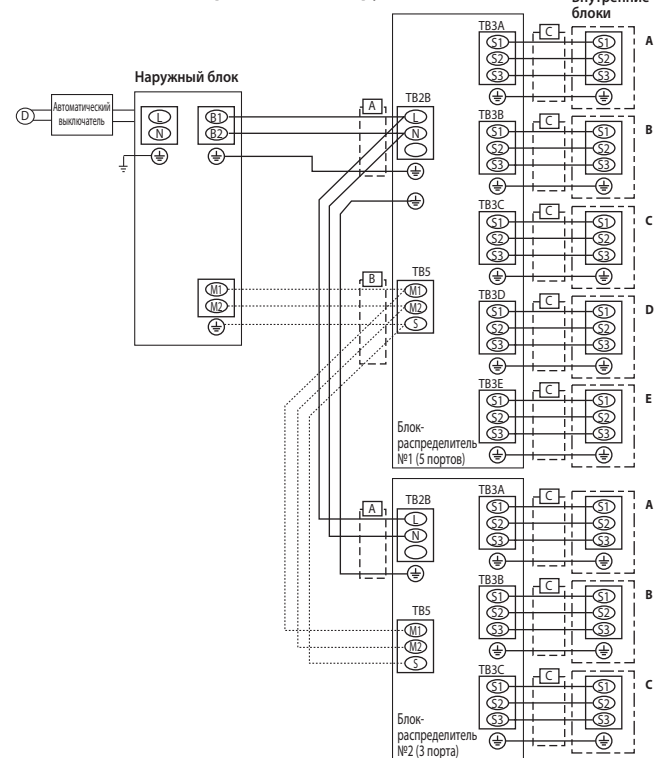 Внутренние
блоки
Наружный блок
D
Автоматический
выключатель
L
N
B1
B2
M1
M2
A
B
TB2B
L
N
TB5
M1
M2
S
Блок-
распределитель
№1 (5 портов)
TB3A
S1
S2
S3
C
S1
S2
S3
A
TB3B
S1
S2
S3
C
S1
S2
S3
B
TB3C
S1
S2
S3
C
S1
S2
S3
C
TB3D
S1
S2
S3
C
S1
S2
S3
D
TB3E
S1
S2
S3
C
S1
S2
S3
E
A
TB2B
L
N
TB5
M1
M2
S
Блок-
распределитель
№2 (3 порта)
TB3A
S1
S2
S3
C
S1
S2
S3
A
TB3B
S1
S2
S3
C
S1
S2
S3
B
TB3C
S1
S2
S3
C
S1
S2
S3
C